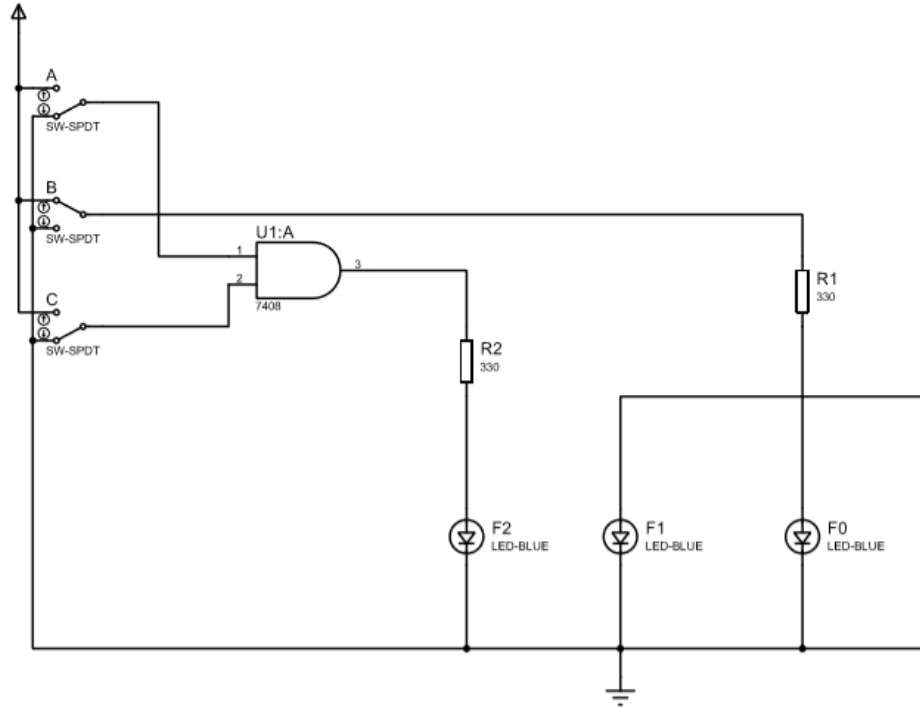 A
SW-SPDT
B
SW-SPDT
U1:A
1
2
3
7408
C
SW-SPDT
R1
330
R2
330
F2
LED-BLUE
F1
LED-BLUE
F0
LED-BLUE